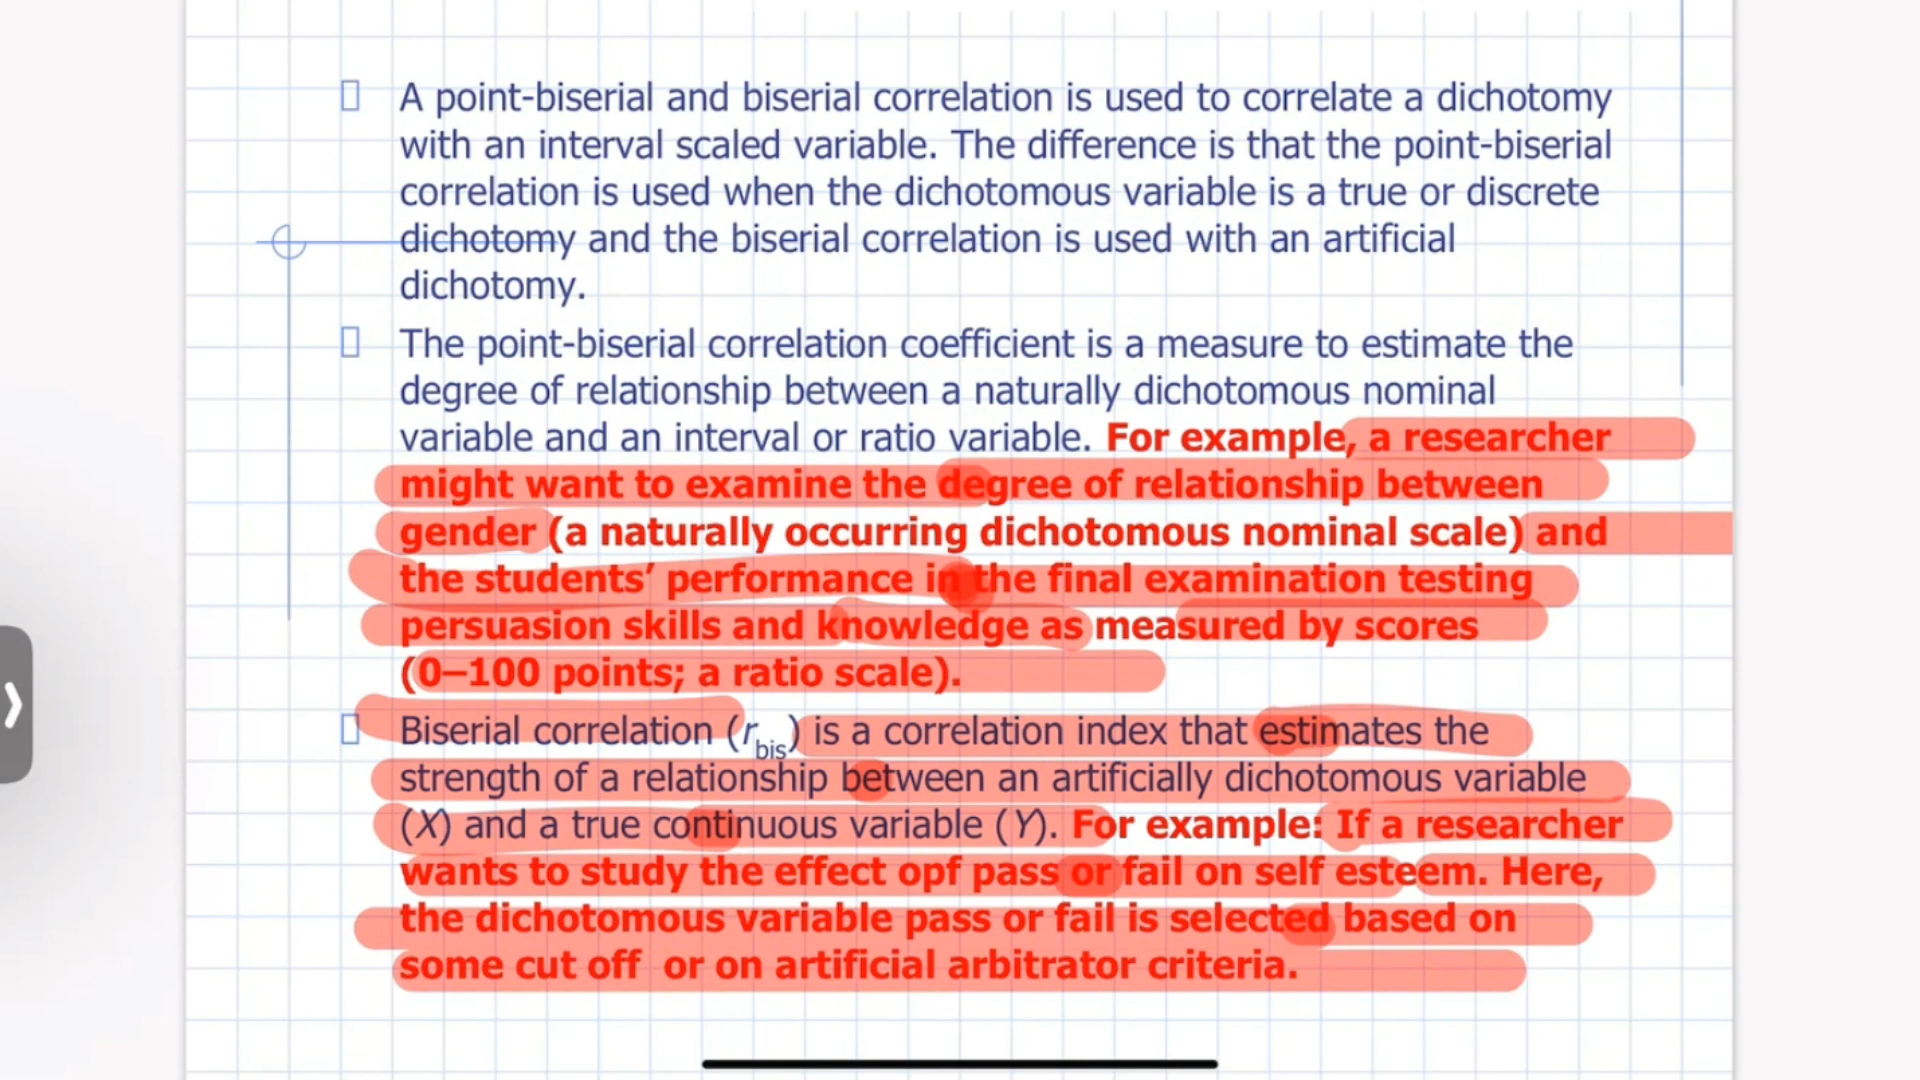 A point-biserial and biserial correlation is used to correlate a dichotomy
with an interval scaled variable. The difference is that the point-biserial
correlation is used when the dichotomous variable is a true or discrete
dichotomy and the biserial correlation is used with an artificial
dichotomy.
The point-biserial correlation coefficient is a measure to estimate the
degree of relationship between a naturally dichotomous nominal
variable and an interval or ratio variable. For example, a researcher
might want to examine the degree of relationship between
gender (a naturally occurring dichotomous nominal scale) and
the students’ performance in the final examination testing
persuasion skills and knowledge as measured by scores
(0–100 points; a ratio scale).
Biserial correlation (rbis) is a correlation index that estimates the
strength of a relationship between an artificially dichotomous variable
(X) and a true continuous variable (Y). For example: If a researcher
wants to study the effect opf pass or fail on self esteem. Here,
the dichotomous variable pass or fail is selected based on
some cut off or on artificial arbitrator criteria.